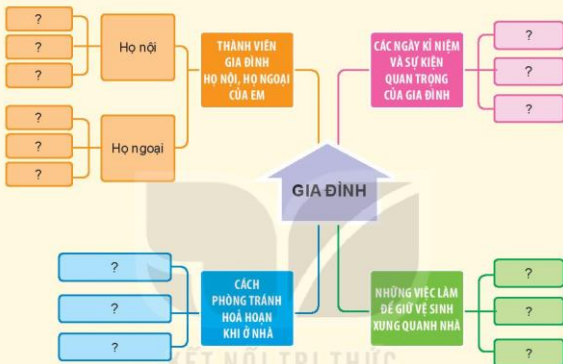 ?
?
?
Họ nội
THÀNH VIÊN
GIA ĐÌNH
HỌ NỘI, HỌ NGOẠI
CỦA EM
?
?
?
Họ ngoại
CÁC NGÀY KỈ NIỆM
VÀ SỰ KIỆN
QUAN TRỌNG
CỦA GIA ĐÌNH
?
?
?
GIA ĐÌNH
?
?
?
CÁCH
PHÒNG TRÁNH
HOẢ HOẠN
KHI Ở NHÀ
NHỮNG VIỆC LÀM
ĐỂ GIỮ VỆ SINH
XUNG QUANH NHÀ
?
?
?
KẾT NỐI TRI THỨC